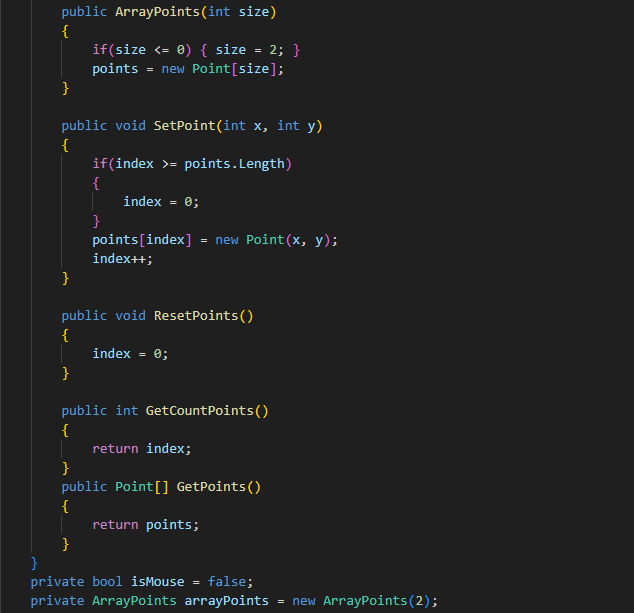 public ArrayPoints(int size)
{
if(size <= 0) { size = 2; }
points = new Point[size];
}
public void SetPoint(int x, int y)
{
if(index >= points.Length)
{
index = 0;
}
points[index] = new Point(x, y);
index++;
}
public void ResetPoints()
{
index = 0;
}
public int GetCountPoints()
{
return index;
}
public Point[] GetPoints()
{
return points;
}
}
private bool isMouse = false;
private ArrayPoints arrayPoints = new ArrayPoints(2);